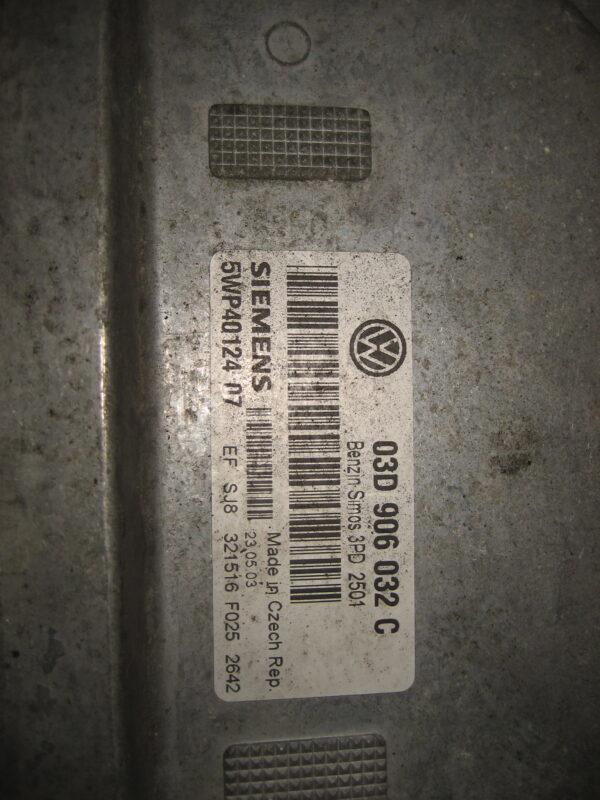 03D 906 032 C
Benzin Simos 3PD 2501
SIEMENS
Made in Czech Rep.
23.05.03
5WP40124 07 EF SJ8 321516 F025 2642